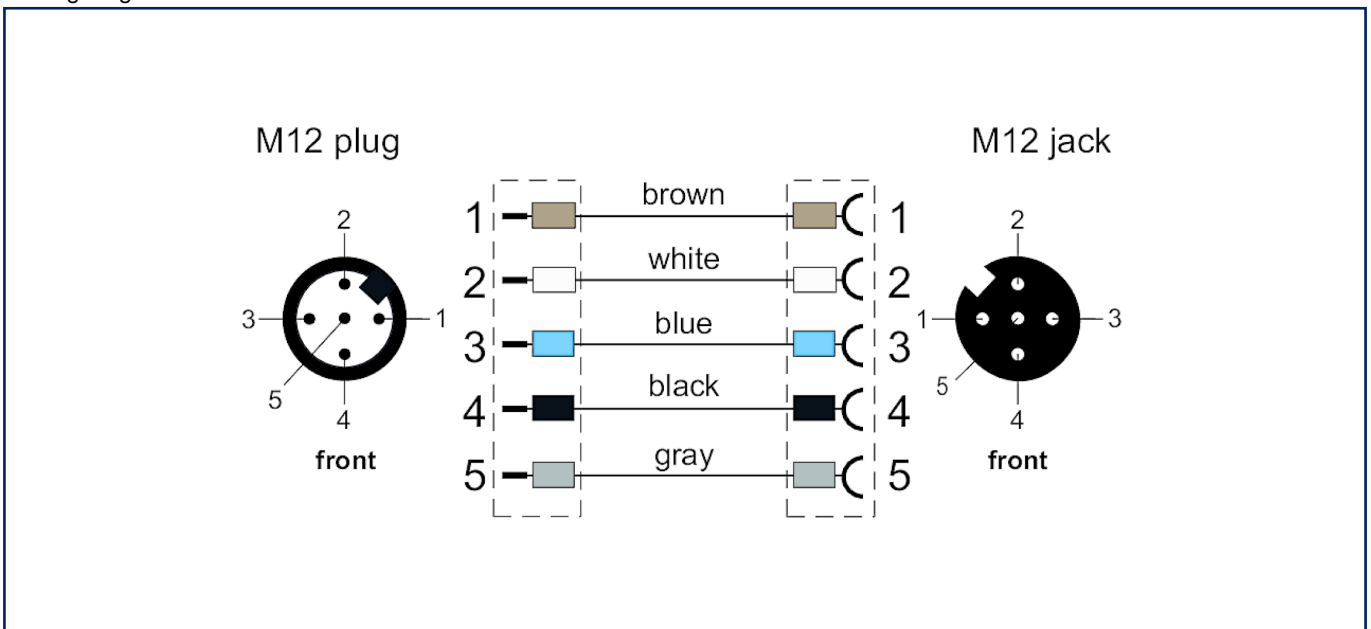 M12 plug
M12 jack
1 brown 1
2 white 2
3 blue 3
4 black 4
5 gray 5
2
3 1
5
4
front
2
1 3
5
4
front